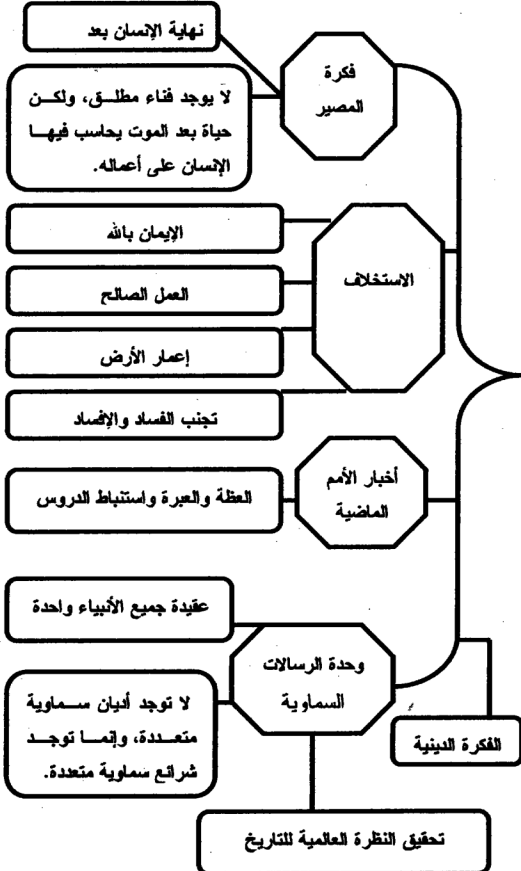 نهاية الإنسان بعد
فكرة
المصير
لا يوجد فناء مطلق، ولكن
حياة بعد الموت يحاسب فيها
الإنسان على أعماله.
الاستخلاف
الإيمان بالله
العمل الصالح
إعمار الأرض
تجنب الفساد والإفساد
أخبار الأمم
الماضية
العظة والعبرة واستنباط الدروس
عقيدة جميع الأنبياء واحدة
وحدة الرسالات
السماوية
لا توجد أديان سماوية
متعددة، وإنما توجد
شرائع سماوية متعددة.
الفكرة الدينية
تحقيق النظرة العالمية للتاريخ